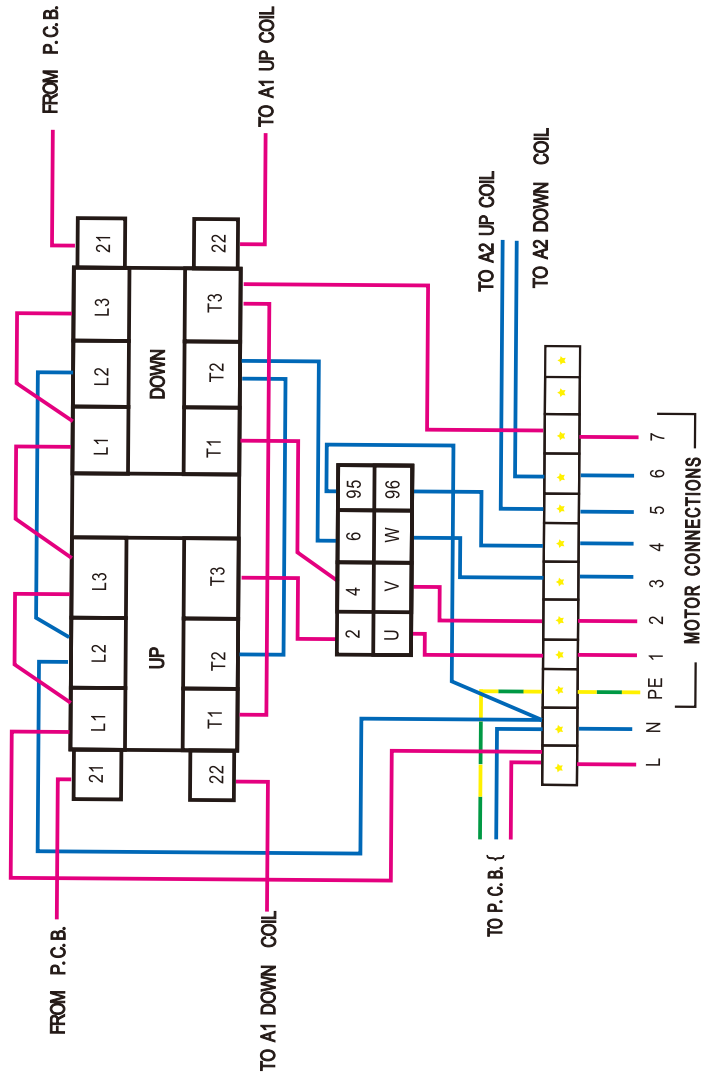 FROM P.C.B.
TO A1 UP COIL
21
22
L3
T3
L2
DOWN
T2
L1
T1
L3
T3
L2
UP
T2
L1
T1
21
22
FROM P.C.B.
TO A1 DOWN COIL
95
96
6
W
4
V
2
U
TO A2 UP COIL
TO A2 DOWN COIL
7
6
5
4
3
2
1
PE
N
L
MOTOR CONNECTIONS
TO P.C.B. {